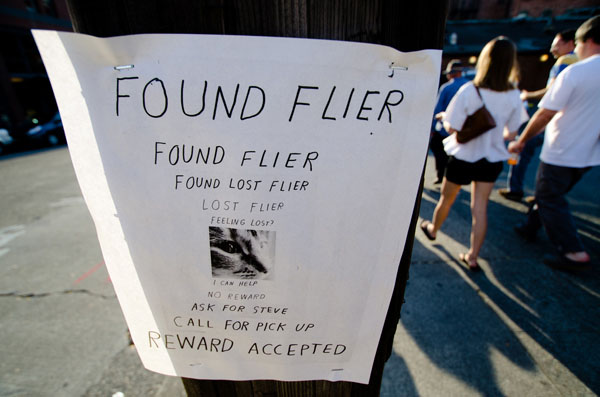 FOUND FLIER
FOUND FLIER
FOUND LOST FLIER
LOST FLIER
FEELING LOST?
I CAN HELP
NO REWARD
ASK FOR STEVE
CALL FOR PICK UP
REWARD ACCEPTED